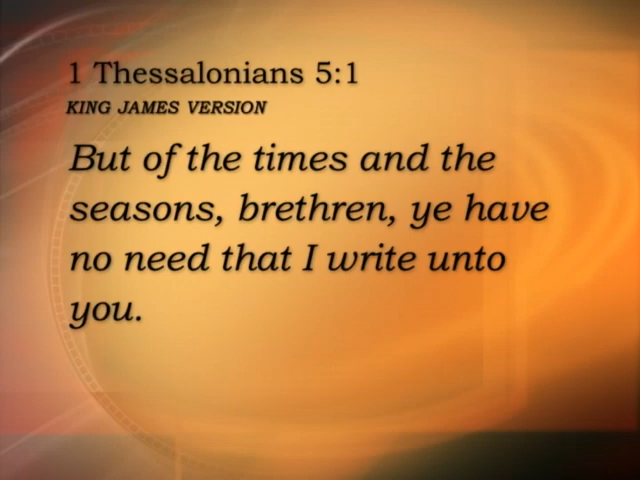 1 Thessalonians 5:1
KING JAMES VERSION
But of the times and the
seasons, brethren, ye have
no need that I write unto
you.